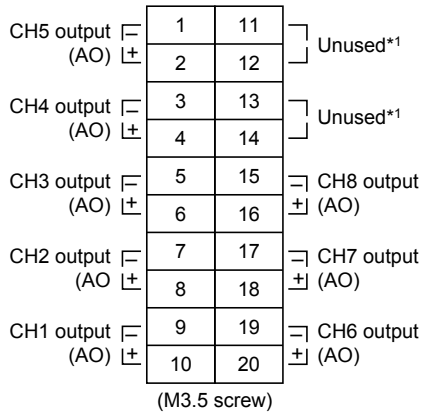 CH5 output − 1 11 Unused*1
(AO) + 2 12
CH4 output − 3 13 Unused*1
(AO) + 4 14
CH3 output − 5 15 − CH8 output
(AO) + 6 16 + (AO)
CH2 output − 7 17 − CH7 output
(AO + 8 18 + (AO)
CH1 output − 9 19 − CH6 output
(AO) + 10 20 + (AO)
(M3.5 screw)